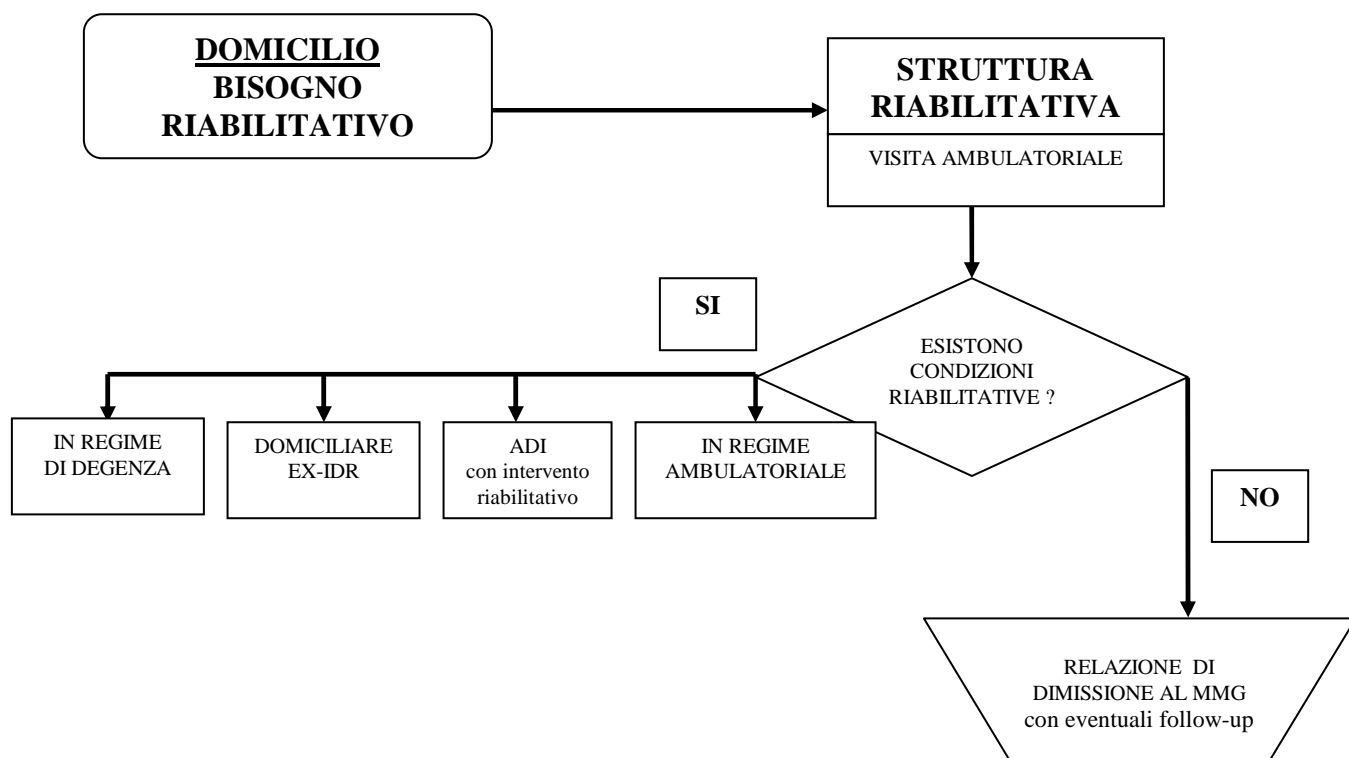 DOMICILIO
BISOGNO
RIABILITATIVO
STRUTTURA
RIABILITATIVA
VISITA AMBULATORIALE
SI
ESISTONO
CONDIZIONI
RIABILITATIVE ?
IN REGIME
DI DEGENZA
DOMICILIARE
EX-IDR
ADI
con intervento
riabilitativo
IN REGIME
AMBULATORIALE
NO
RELAZIONE DI
DIMISSIONE AL MMG
con eventuali follow-up